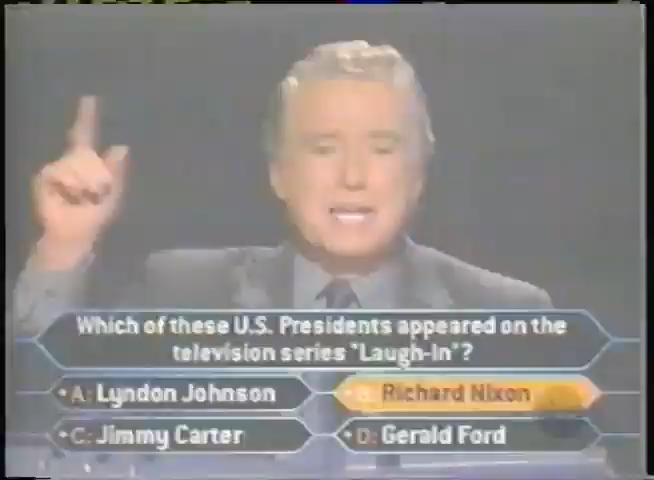 Which of these U.S. Presidents appeared on the
television series "Laugh-In"?
A: Lyndon Johnson
B: Richard Nixon
C: Jimmy Carter
D: Gerald Ford